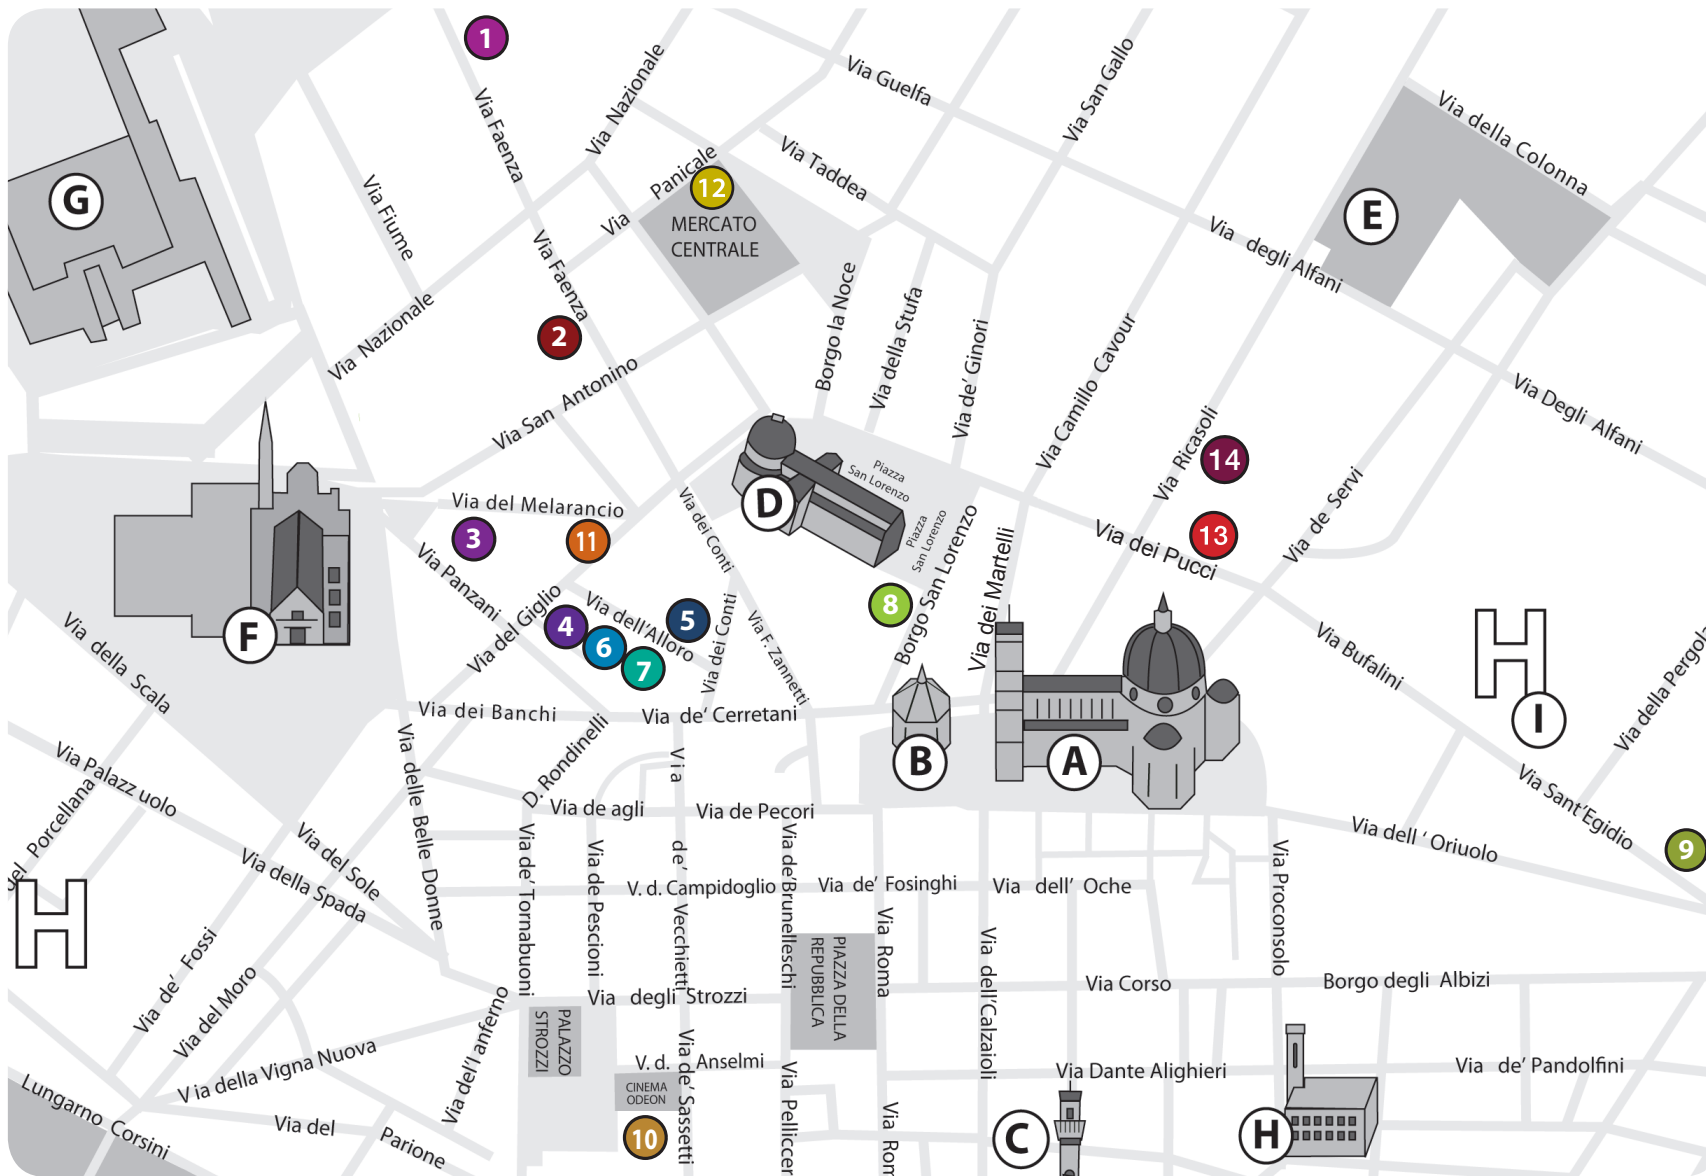 1
Via Nazionale
Via Guelfa
Via San Gallo
Via Faenza
Via della Colonna
Via Taddea
Via Panicale
12
MERCATO
CENTRALE
G
E
Via Fiume
Via Faenza
Via degli Alfani
Via Nazionale
Borgo la Noce
Via della Stufa
Via de' Ginori
Via Camillo Cavour
2
Via San Antonino
Via Degli Alfani
Via Ricasoli
14
Piazza
San Lorenzo
D
Via de Servi
Via del Melarancio
Via dei Conti
Piazza
San Lorenzo
Borgo San Lorenzo
Via dei Martelli
Via dei Pucci
13
3
11
Via Panzani
Via del Giglio
Via dell'Alloro
4
6
7
5
Via dei Conti
Via F. Zannetti
8
F
Via della Scala
Via Bufalini
H
I
Via della Pergola
Via dei Banchi
Via de' Cerretani
B
A
D. Rondinelli
Via delle Belle Donne
Via Palazz uolo
del Porcellana
Via de agli
Via de Pecori
Via Sant'Egidio
9
Via dell ' Oriuolo
Via del Sole
Via della Spada
Via de' Tornabuoni
Via de Pescioni
Via de' Vecchietti
Via de'Brunelleschi
V. d. Campidoglio
Via de' Fosinghi
Via dell' Oche
Via Proconsolo
H
Via de' Fossi
Via del Moro
PIAZZA DELLA
REPUBBLICA
Via Roma
Via dell'Calzaioli
Via Corso
Borgo degli Albizi
Via degli Strozzi
PALAZZO
STROZZI
Via del'l anferno
V ia della Vigna Nuova
V. d. Anselmi
CINEMA
ODEON
10
Via de' Sassetti
Via Pelliccer
Via Rom
Via Dante Alighieri
Via de' Pandolfini
C
H
Lungarno Corsini
Via del Parione